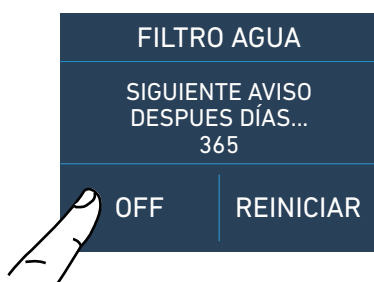 FILTRO AGUA
SIGUIENTE AVISO
DESPUES DÍAS...
365
OFF
REINICIAR